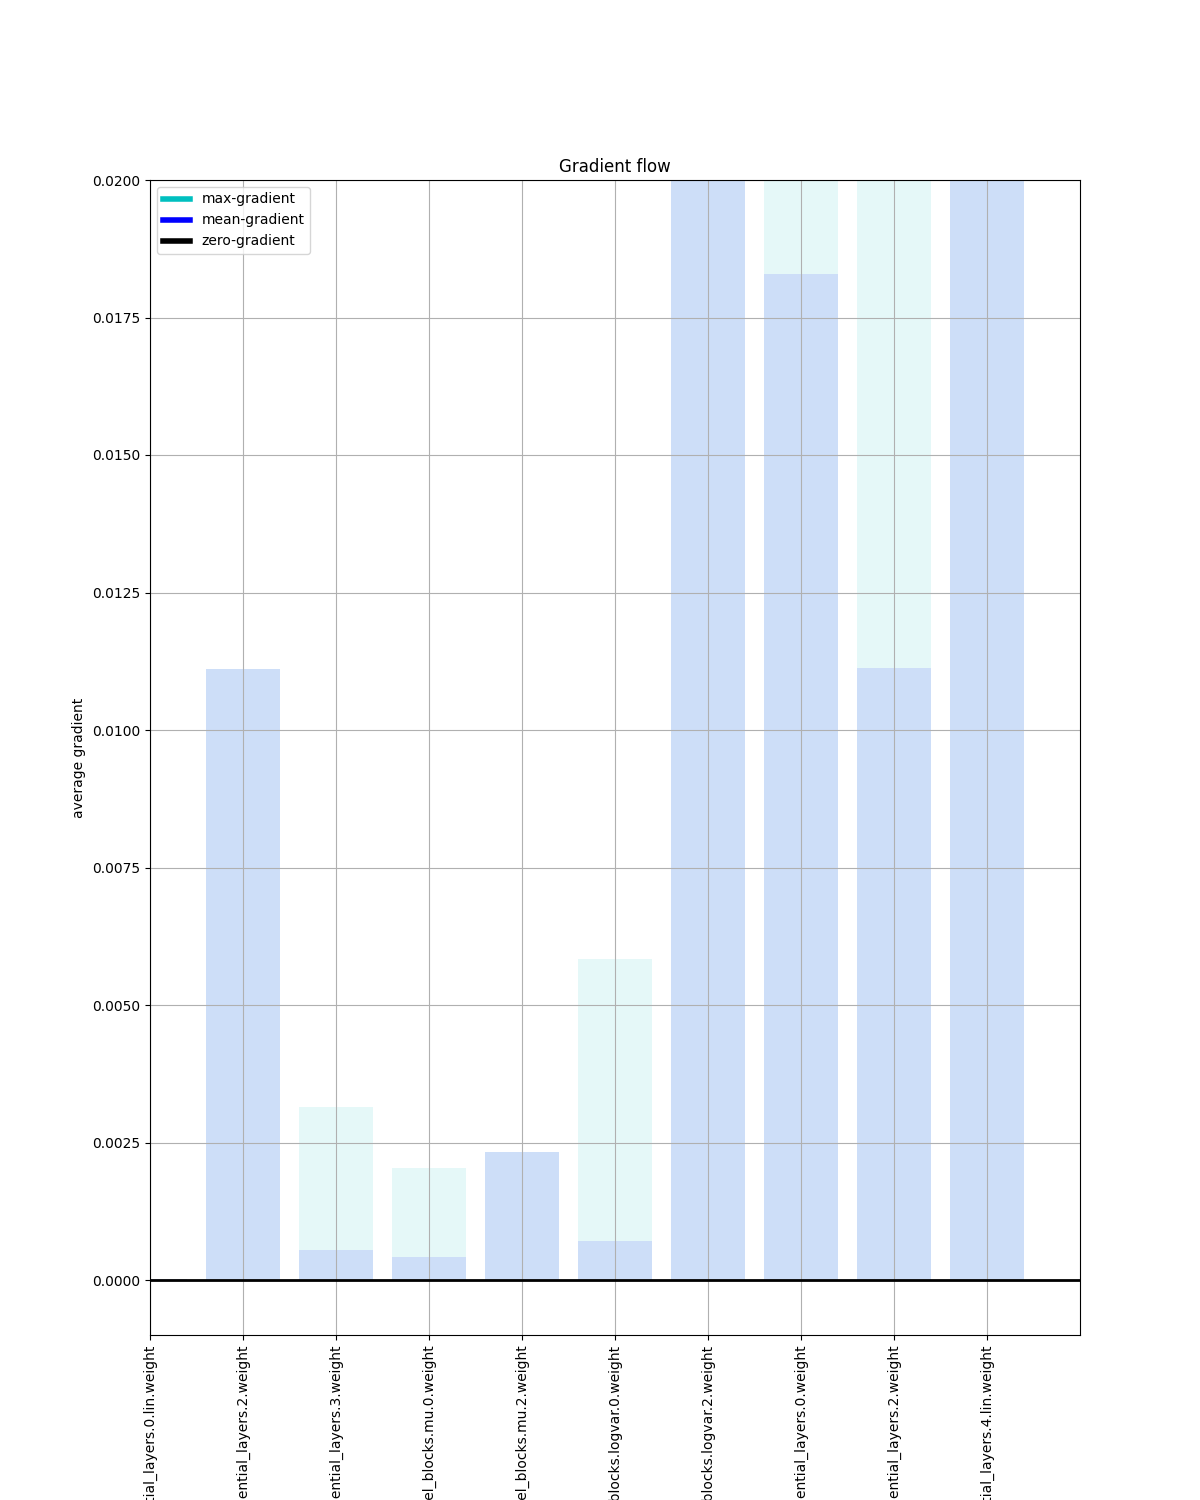 Gradient flow
max-gradient
mean-gradient
zero-gradient
0.0200
0.0175
0.0150
0.0125
0.0100
0.0075
0.0050
0.0025
0.0000
average gradient
tial_layers.0.lin.weight
ential_layers.2.weight
ential_layers.3.weight
el_blocks.mu.0.weight
el_blocks.mu.2.weight
blocks.logvar.0.weight
blocks.logvar.2.weight
ential_layers.0.weight
ential_layers.2.weight
tial_layers.4.lin.weight